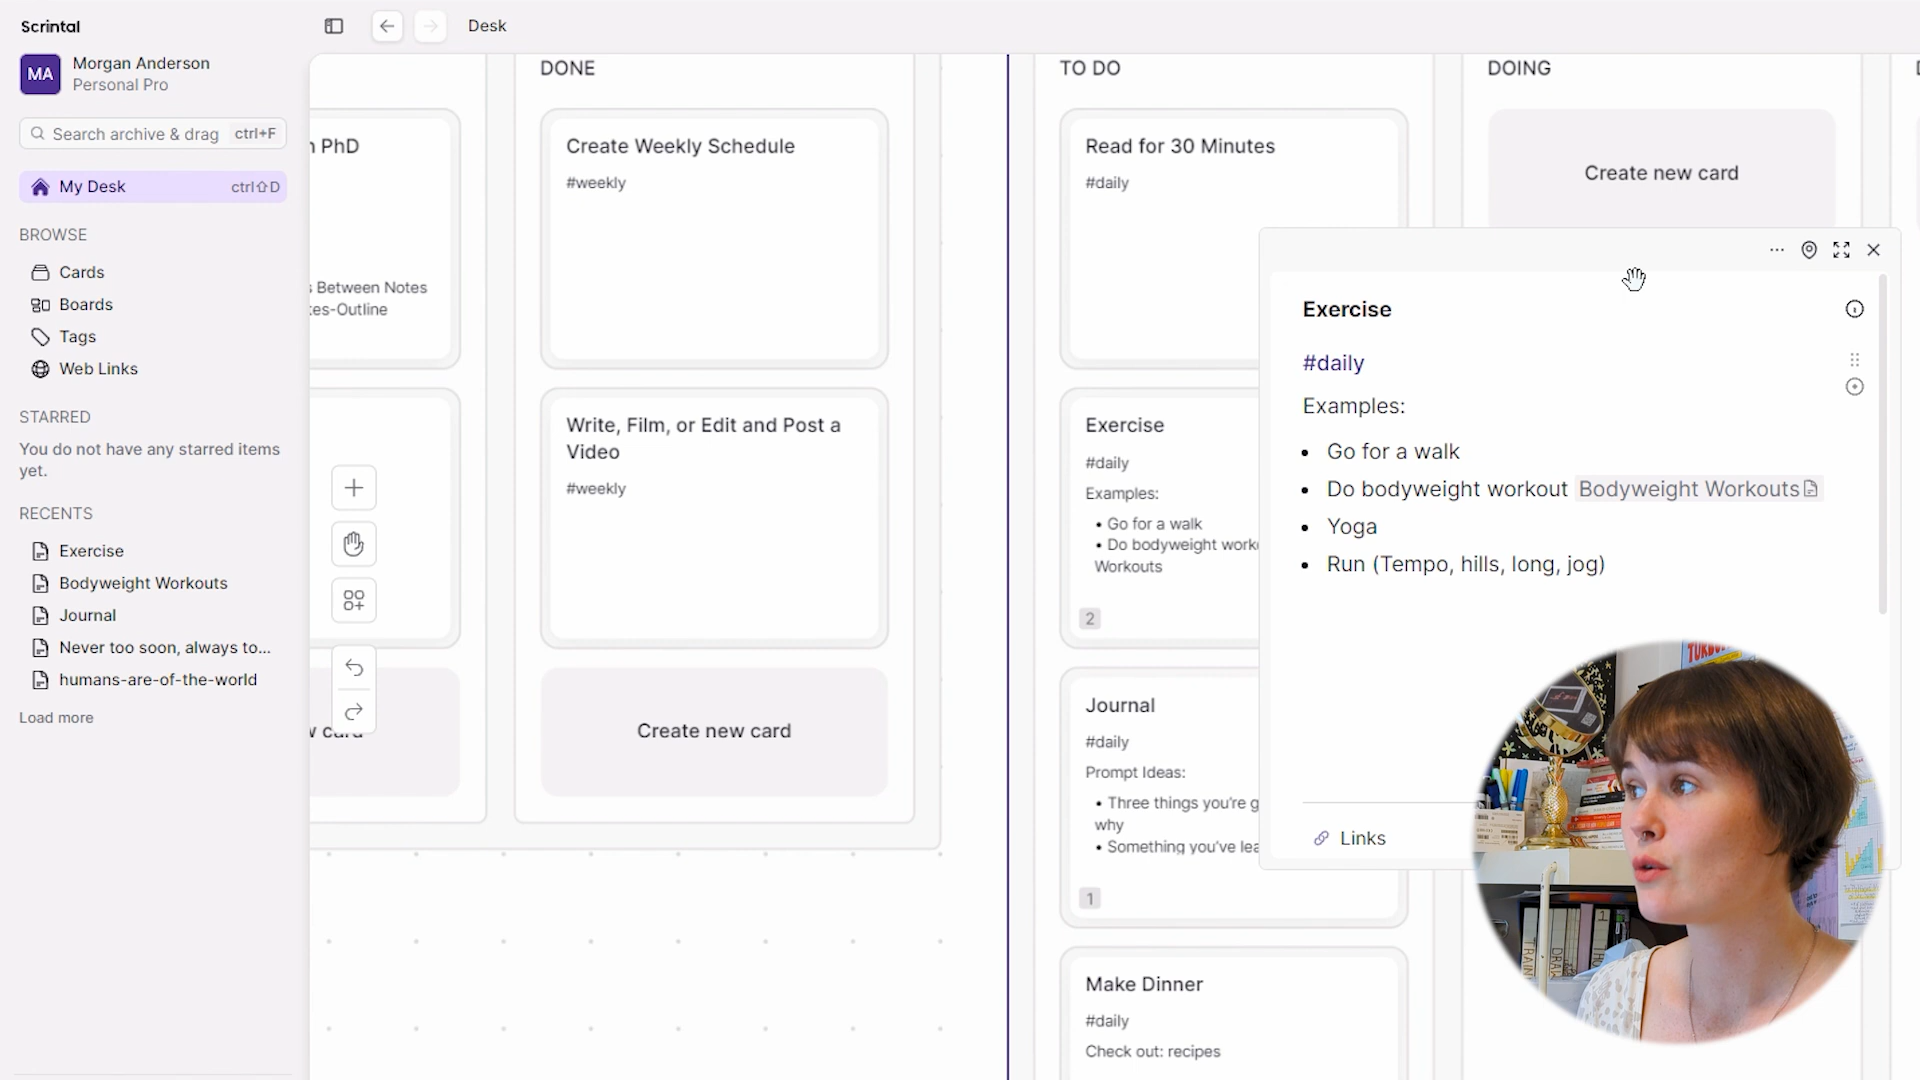 Scrintal
MA
Morgan Anderson
Personal Pro
Search archive & drag ctrl+F
My Desk ctrl⇧D
BROWSE
Cards
Boards
Tags
Web Links
STARRED
You do not have any starred items
yet.
RECENTS
Exercise
Bodyweight Workouts
Journal
Never too soon, always to...
humans-are-of-the-world
Load more
Desk
PhD
Between Notes
es-Outline
DONE
Create Weekly Schedule
#weekly
Write, Film, or Edit and Post a
Video
#weekly
Create new card
TO DO
Read for 30 Minutes
#daily
Exercise
#daily
Examples:
• Go for a walk
• Do bodyweight work
Workouts
2
Journal
#daily
Prompt Ideas:
• Three things you're g
why
• Something you've lea
1
Make Dinner
#daily
Check out: recipes
DOING
Create new card
Exercise
#daily
Examples:
• Go for a walk
• Do bodyweight workout Bodyweight Workouts
• Yoga
• Run (Tempo, hills, long, jog)
Links